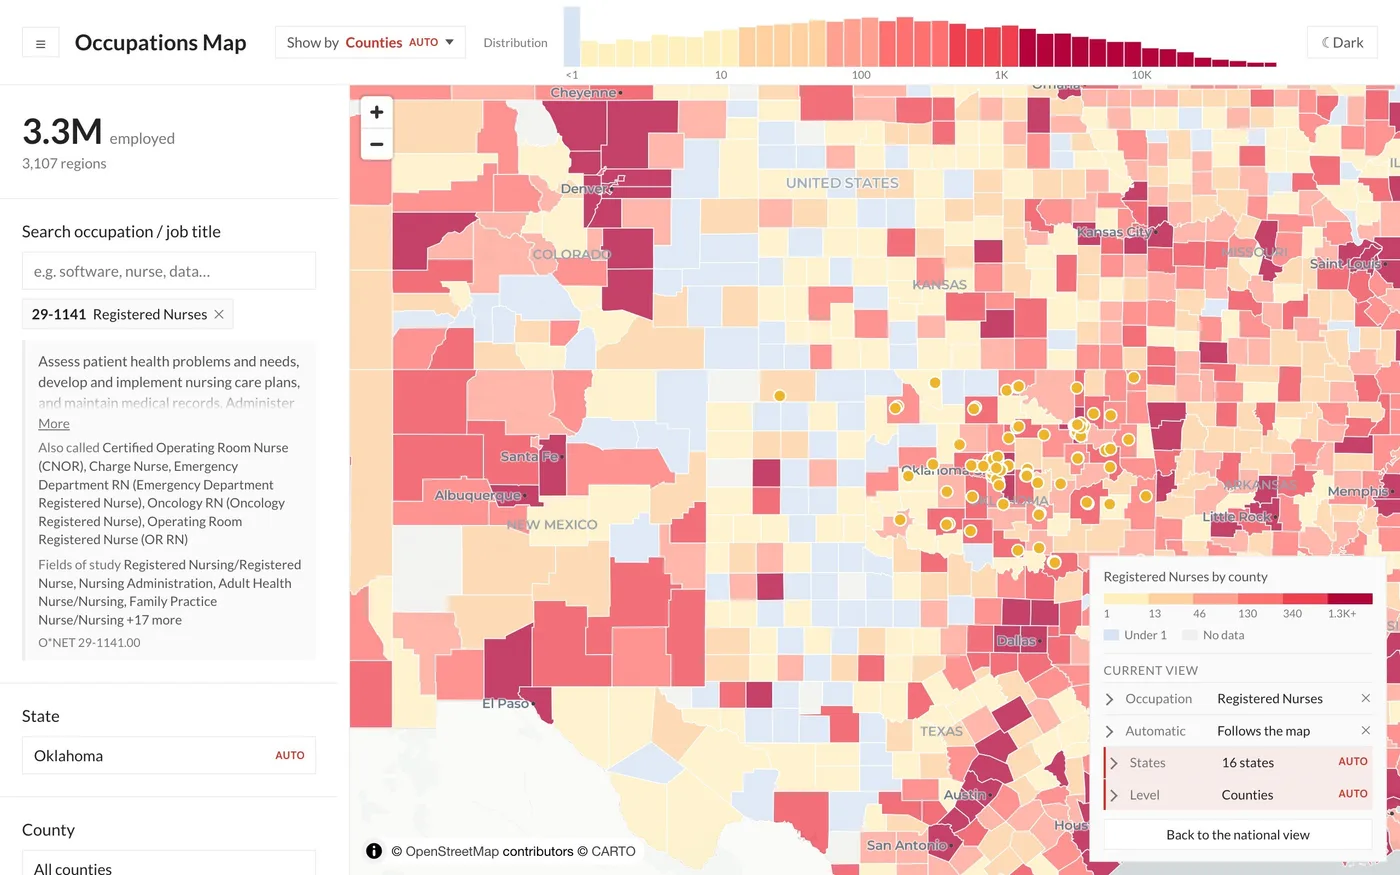 ≡
Occupations Map
Show by Counties AUTO ▼
Distribution
<1 10 100 1K 10K
☾ Dark
3.3M employed
3,107 regions
Search occupation / job title
e.g. software, nurse, data...
29-1141 Registered Nurses ×
Assess patient health problems and needs,
develop and implement nursing care plans,
and maintain medical records. Administer
More
Also called Certified Operating Room Nurse
(CNOR), Charge Nurse, Emergency
Department RN (Emergency Department
Registered Nurse), Oncology RN (Oncology
Registered Nurse), Operating Room
Registered Nurse (OR RN)
Fields of study Registered Nursing/Registered
Nurse, Nursing Administration, Adult Health
Nurse/Nursing, Family Practice
Nurse/Nursing +17 more
O*NET 29-1141.00
State
Oklahoma AUTO
County
All counties
+
−
Cheyenne
Omaha
UNITED STATES
IL
Denver
Kansas City
COLORADO
MISSOURI
Saint Louis
KANSAS
Santa Fe
Oklahoma
Albuquerque
ARKANSAS
Memphis
NEW MEXICO
Little Rock
Dallas
El Paso
TEXAS
Austin
Hous
San Antonio
Registered Nurses by county
1 13 46 130 340 1.3K+
Under 1 No data
CURRENT VIEW
Occupation Registered Nurses ×
Automatic Follows the map ×
States 16 states AUTO
Level Counties AUTO
Back to the national view
© OpenStreetMap contributors © CARTO